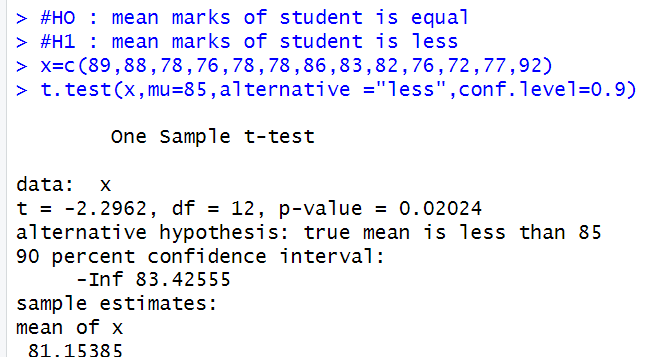 > #HO : mean marks of student is equal
> #H1 : mean marks of student is less
> x=c(89,88,78,76,78,78,86,83,82,76,72,77,92)
> t.test(x,mu=85,alternative ="less",conf.level=0.9)
One Sample t-test
data:  x
t = -2.2962, df = 12, p-value = 0.02024
alternative hypothesis: true mean is less than 85
90 percent confidence interval:
-Inf 83.42555
sample estimates:
mean of x
81.15385